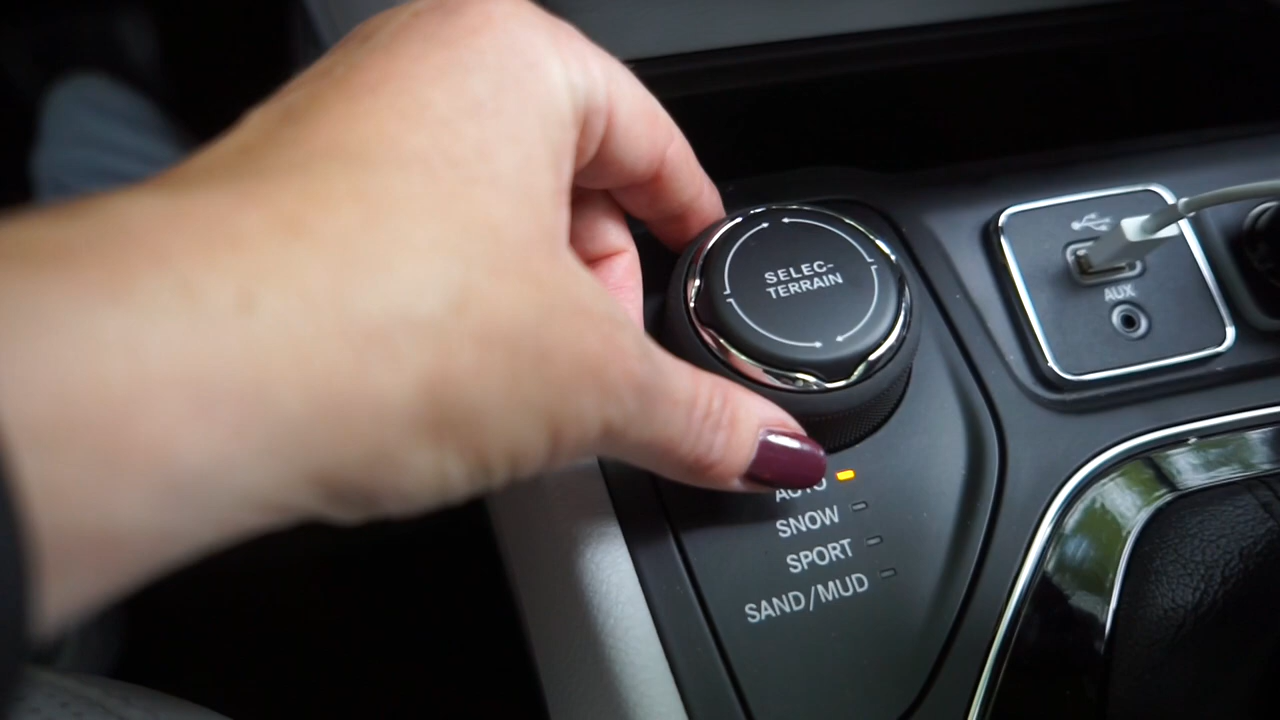 SELEC-
TERRAIN
AUX
AUTO
SNOW
SPORT
SAND/MUD